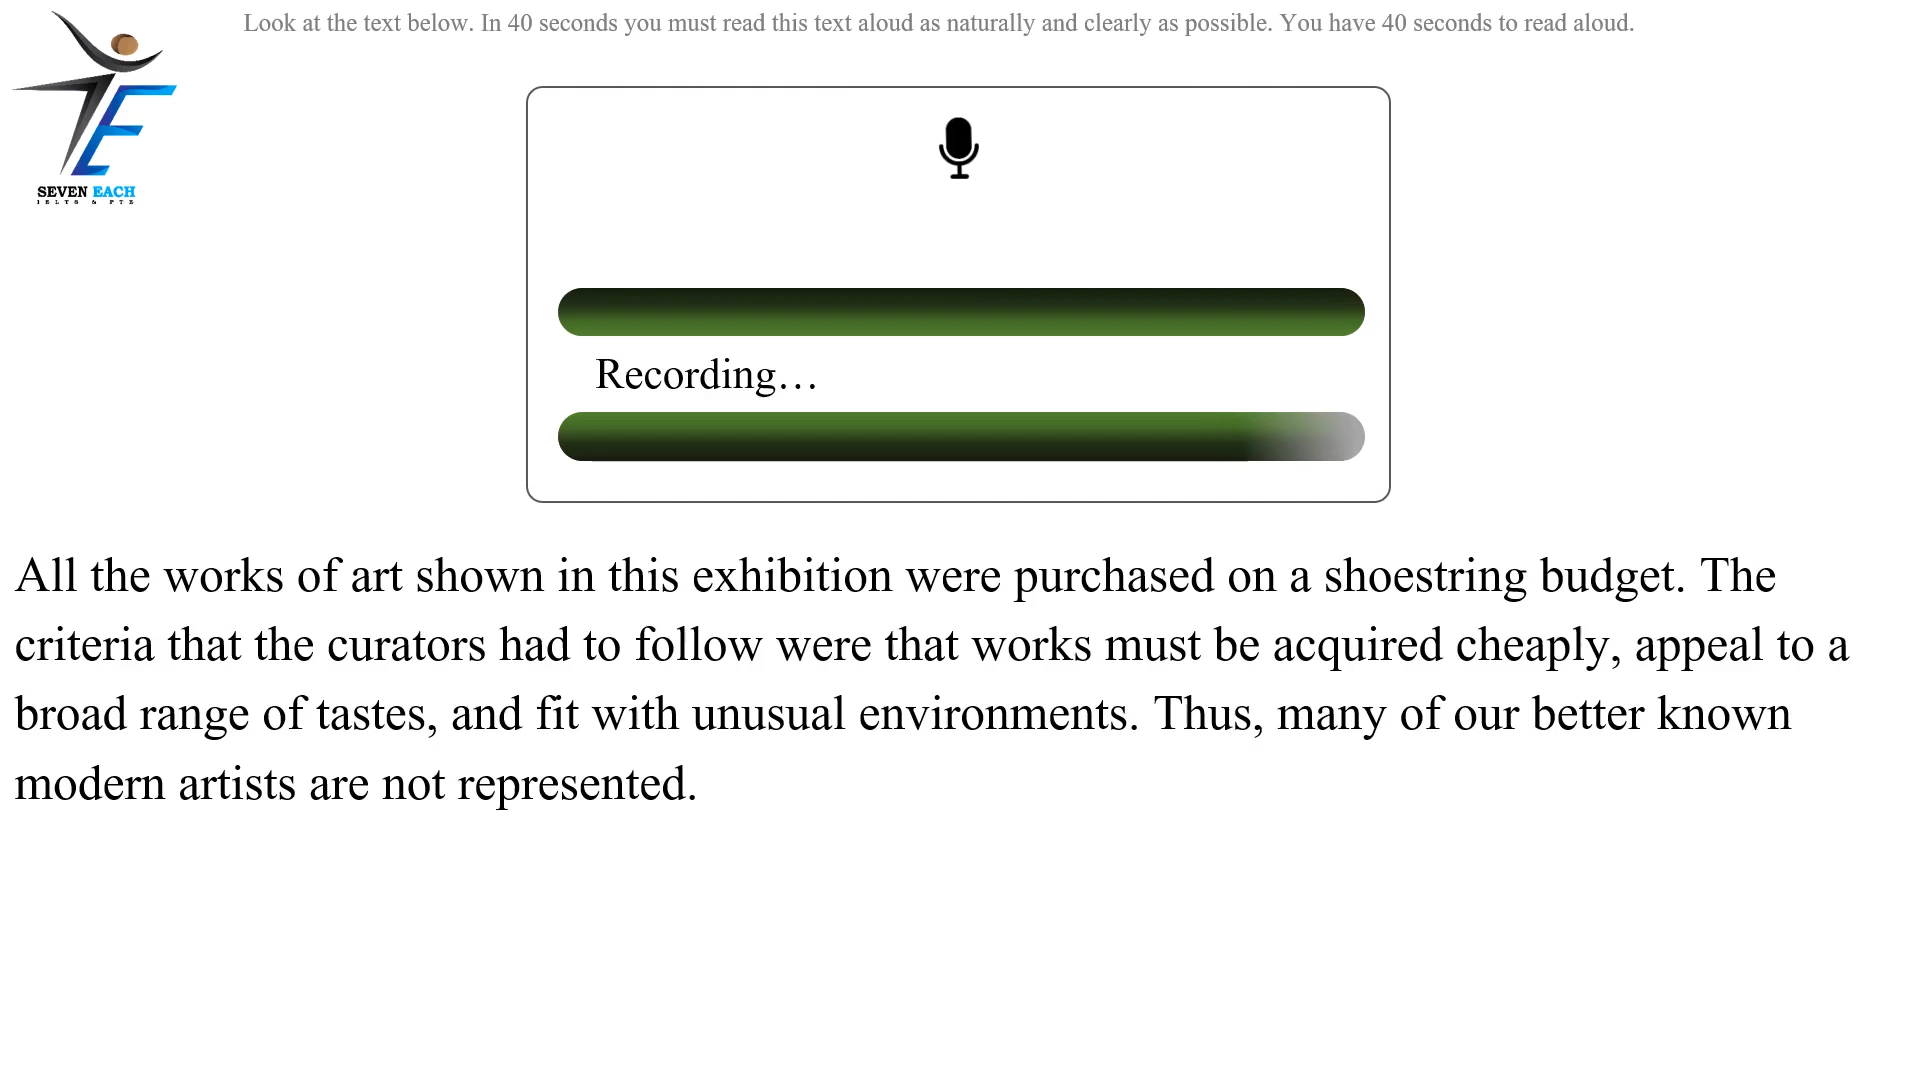 Look at the text below. In 40 seconds you must read this text aloud as naturally and clearly as possible. You have 40 seconds to read aloud.
SEVEN EACH
IELTS & PTE
Recording…
All the works of art shown in this exhibition were purchased on a shoestring budget. The
criteria that the curators had to follow were that works must be acquired cheaply, appeal to a
broad range of tastes, and fit with unusual environments. Thus, many of our better known
modern artists are not represented.